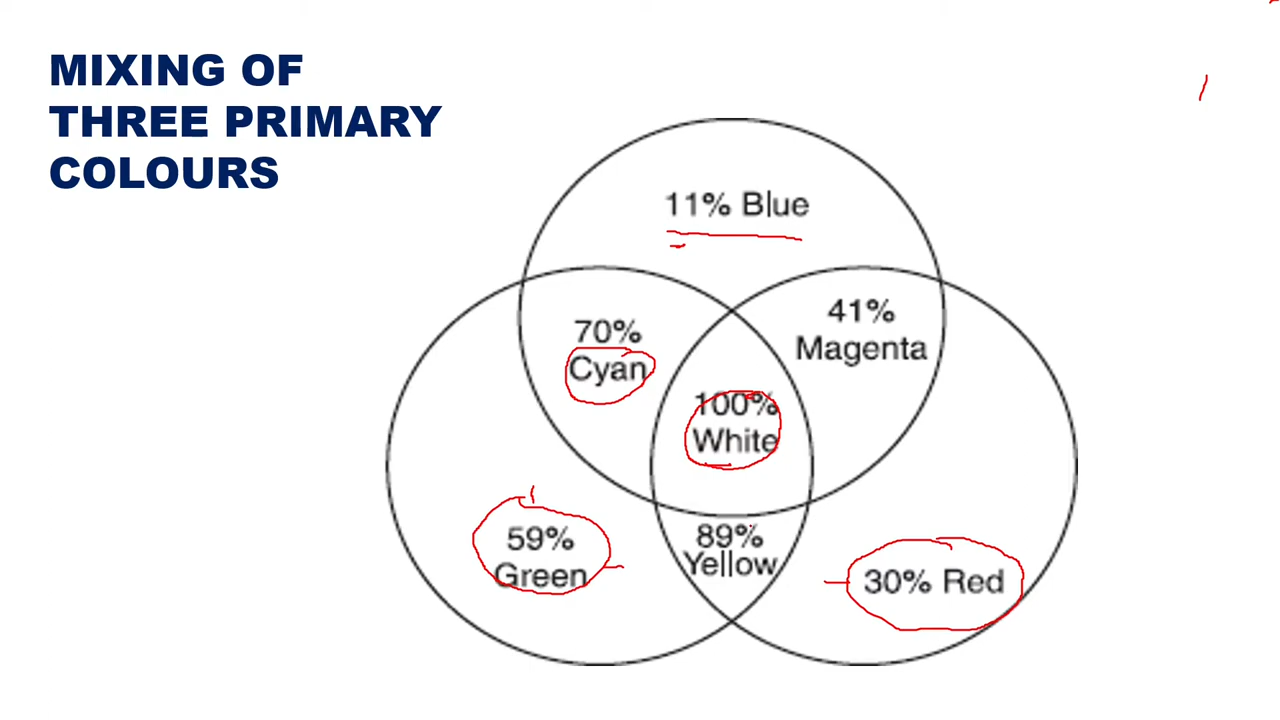 MIXING OF
THREE PRIMARY
COLOURS
11% Blue
70%
Cyan
41%
Magenta
100%
White
59%
Green
89%
Yellow
30% Red